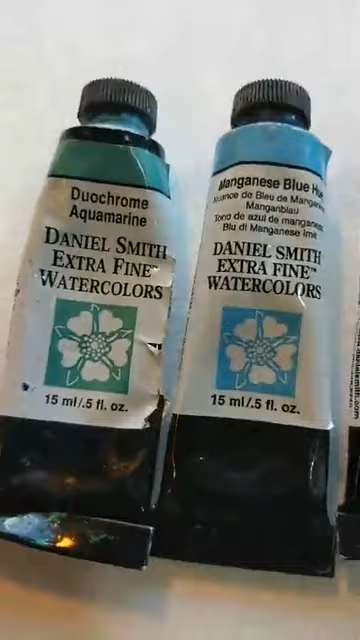 Duochrome
Aquamarine
DANIEL SMITH
EXTRA FINE™
WATERCOLORS
15 ml/.5 fl. oz.
Manganese Blue Hue
Nuance de Bleu de Manganèse
Manganblau
Tono de azul de manganeso
Blu di Manganese Imit
DANIEL SMITH
EXTRA FINE™
WATERCOLORS
15 ml/.5 fl. oz.